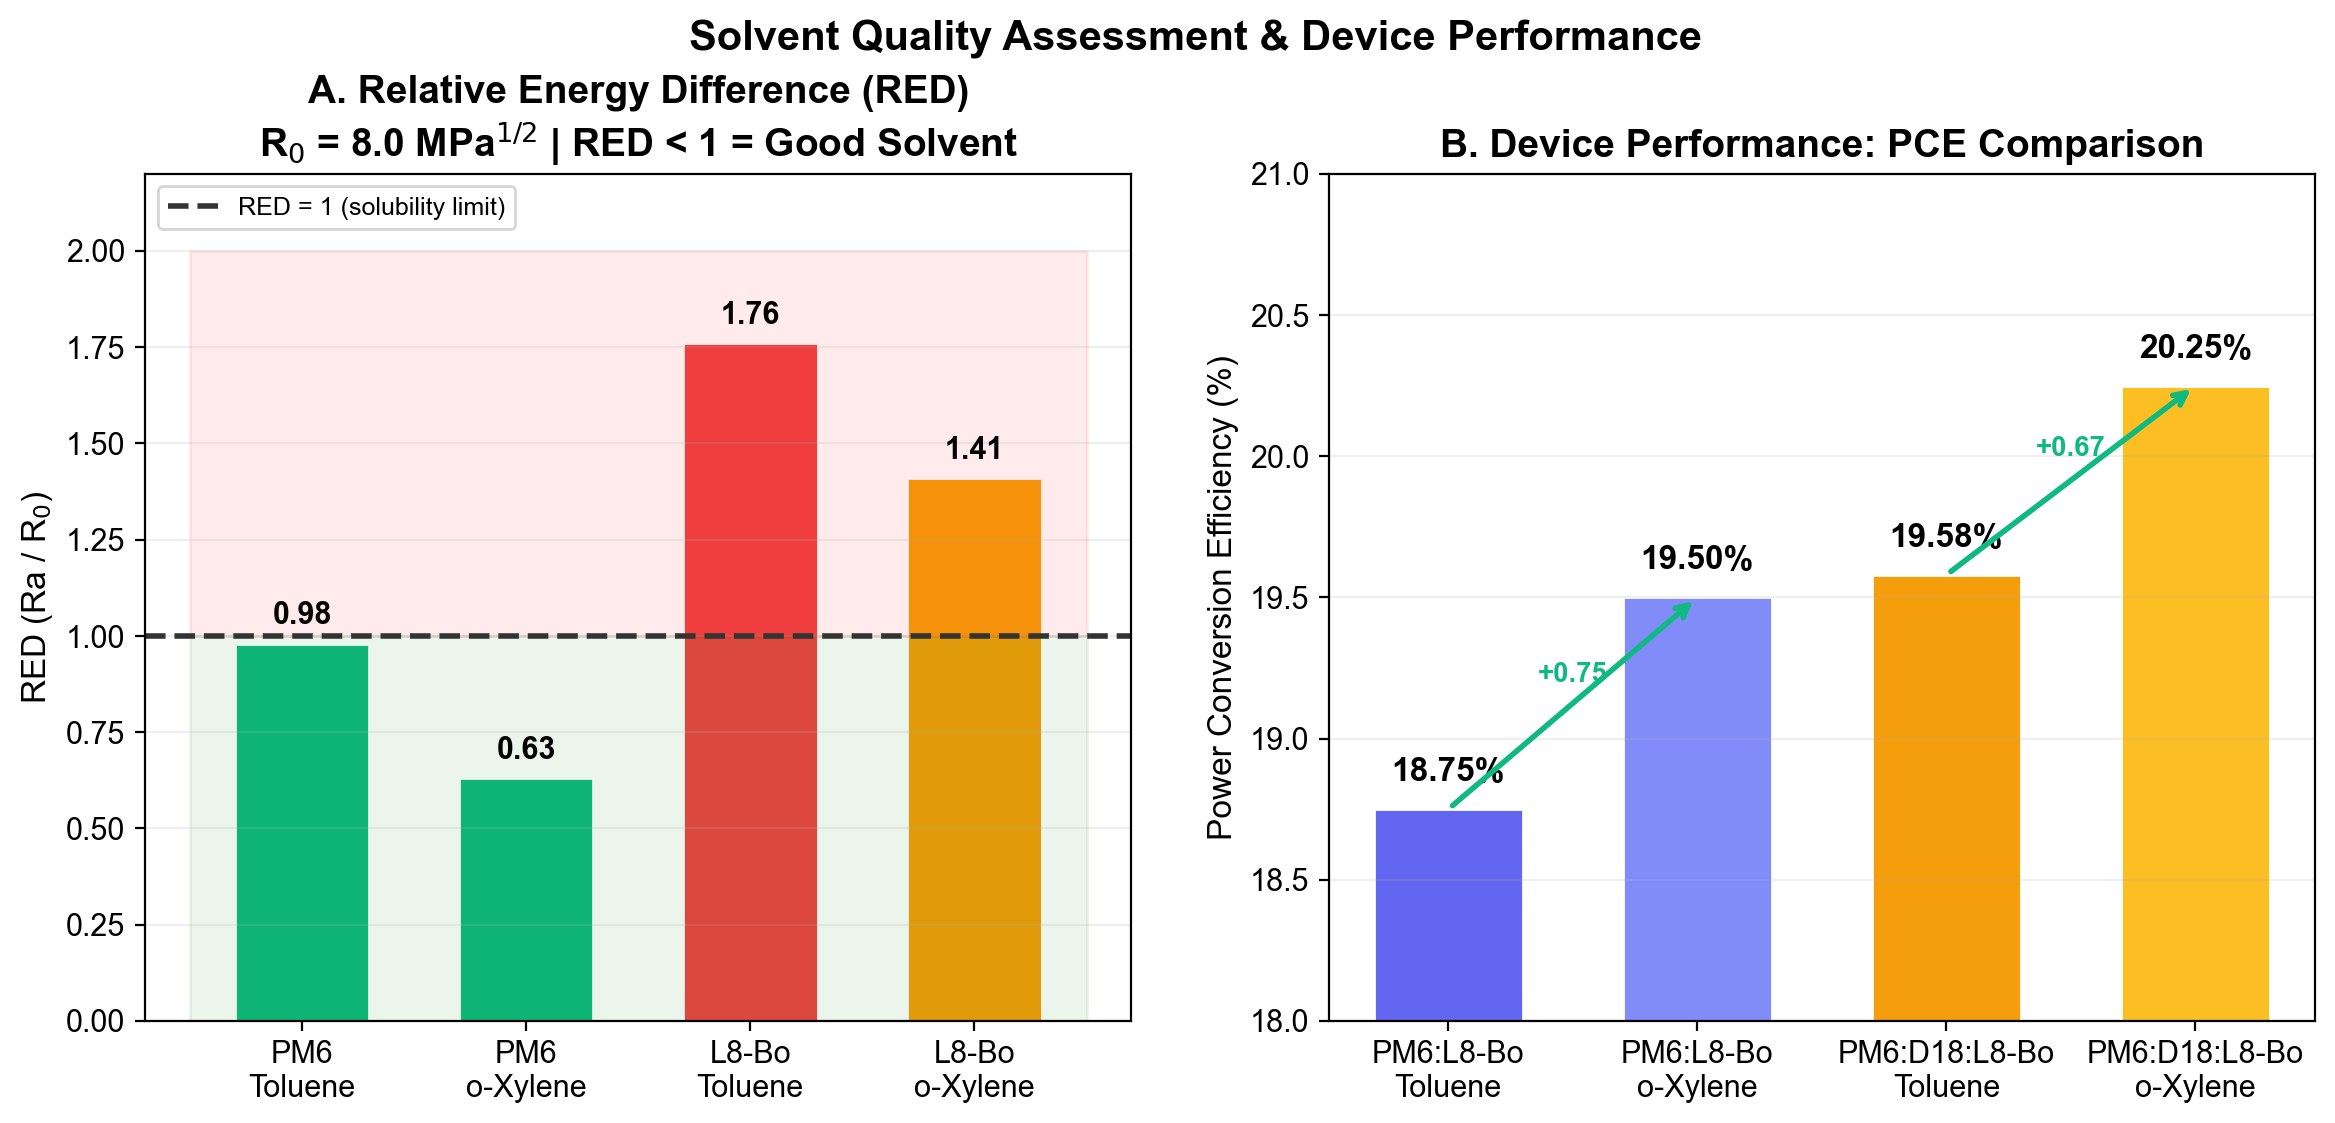 Solvent Quality Assessment & Device Performance
A. Relative Energy Difference (RED)
R₀ = 8.0 MPa^1/2 | RED < 1 = Good Solvent
RED = 1 (solubility limit)
RED (Ra / R₀)
2.00
1.75
1.50
1.25
1.00
0.75
0.50
0.25
0.00
0.98
0.63
1.76
1.41
PM6
Toluene
PM6
o-Xylene
L8-Bo
Toluene
L8-Bo
o-Xylene
B. Device Performance: PCE Comparison
Power Conversion Efficiency (%)
21.0
20.5
20.0
19.5
19.0
18.5
18.0
18.75%
+0.75
19.50%
19.58%
+0.67
20.25%
PM6:L8-Bo
Toluene
PM6:L8-Bo
o-Xylene
PM6:D18:L8-Bo
Toluene
PM6:D18:L8-Bo
o-Xylene